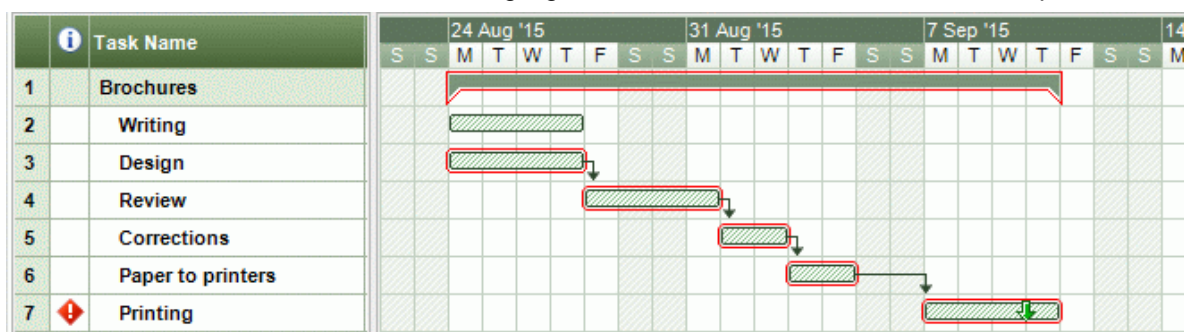 Task Name
24 Aug '15 31 Aug '15 7 Sep '15 14
S S M T W T F S S M T W T F S S M T W T F S S M
1 Brochures
2 Writing
3 Design
4 Review
5 Corrections
6 Paper to printers
7 Printing